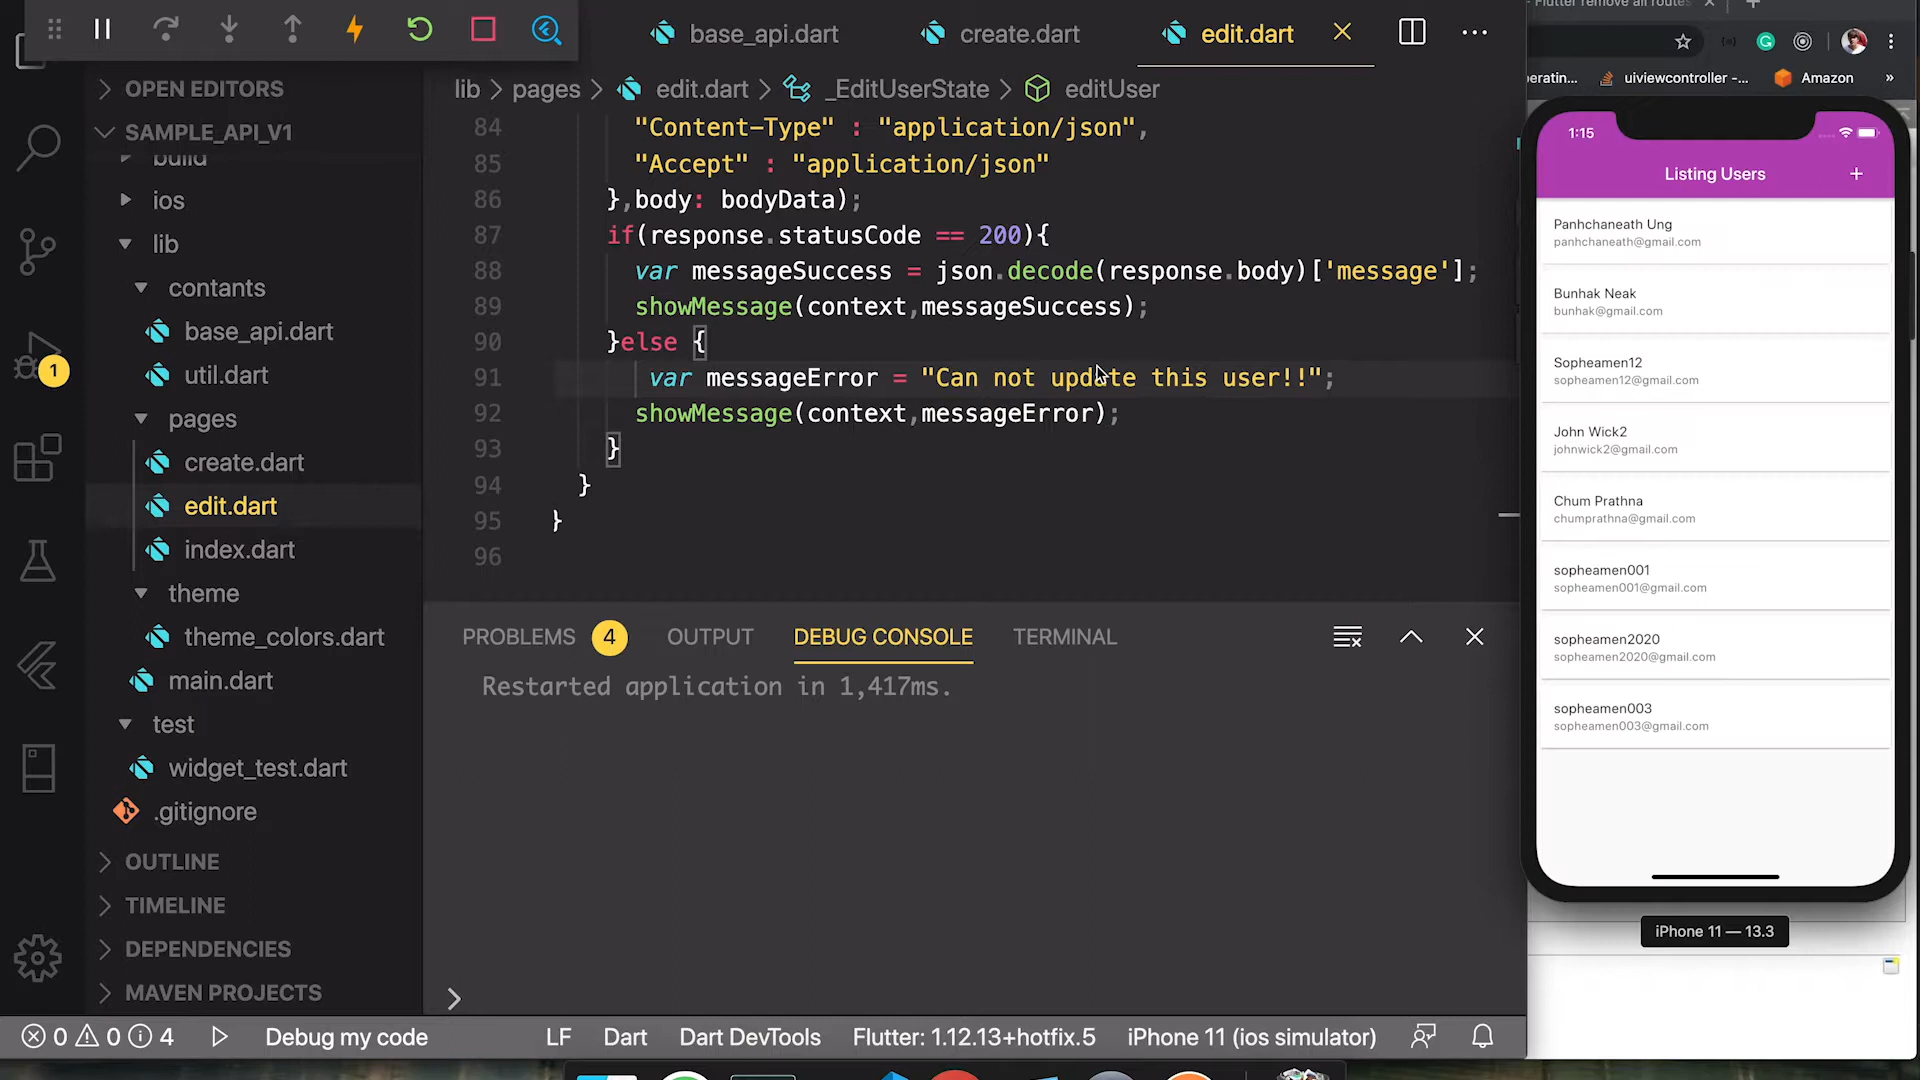 base_api.dart
create.dart
edit.dart
lib > pages > edit.dart > _EditUserState > editUser
OPEN EDITORS
SAMPLE_API_V1
build
ios
lib
contants
base_api.dart
util.dart
pages
create.dart
edit.dart
index.dart
theme
theme_colors.dart
main.dart
test
widget_test.dart
.gitignore
OUTLINE
TIMELINE
DEPENDENCIES
MAVEN PROJECTS
1
84 "Content-Type" : "application/json",
85 "Accept" : "application/json"
86 },body: bodyData);
87 if(response.statusCode == 200){
88 var messageSuccess = json.decode(response.body)['message'];
89 showMessage(context,messageSuccess);
90 }else {
91 var messageError = "Can not update this user!!";
92 showMessage(context,messageError);
93 }
94 }
95 }
96
PROBLEMS 4 OUTPUT DEBUG CONSOLE TERMINAL
Restarted application in 1,417ms.
0 0 4 Debug my code LF Dart Dart DevTools Flutter: 1.12.13+hotfix.5 iPhone 11 (ios simulator)
Flutter remove all routes
erating...
uiviewcontroller -...
Amazon
»
1:15
Listing Users +
Panhchaneath Ung
panhchaneath@gmail.com
Bunhak Neak
bunhak@gmail.com
Sopheamen12
sopheamen12@gmail.com
John Wick2
johnwick2@gmail.com
Chum Prathna
chumprathna@gmail.com
sopheamen001
sopheamen001@gmail.com
sopheamen2020
sopheamen2020@gmail.com
sopheamen003
sopheamen003@gmail.com
iPhone 11 — 13.3